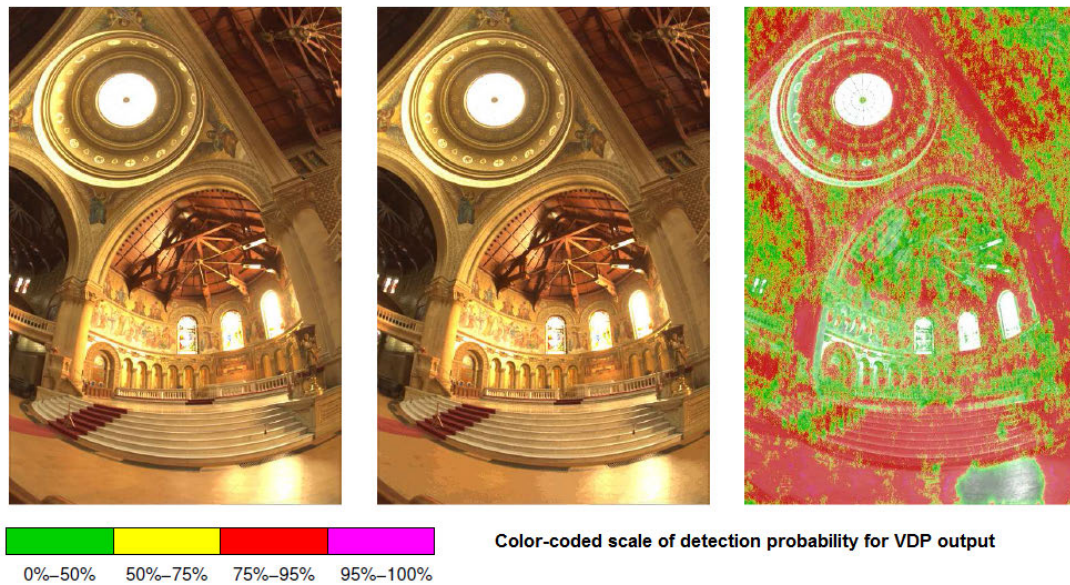 Color-coded scale of detection probability for VDP output
0%–50% 50%–75% 75%–95% 95%–100%